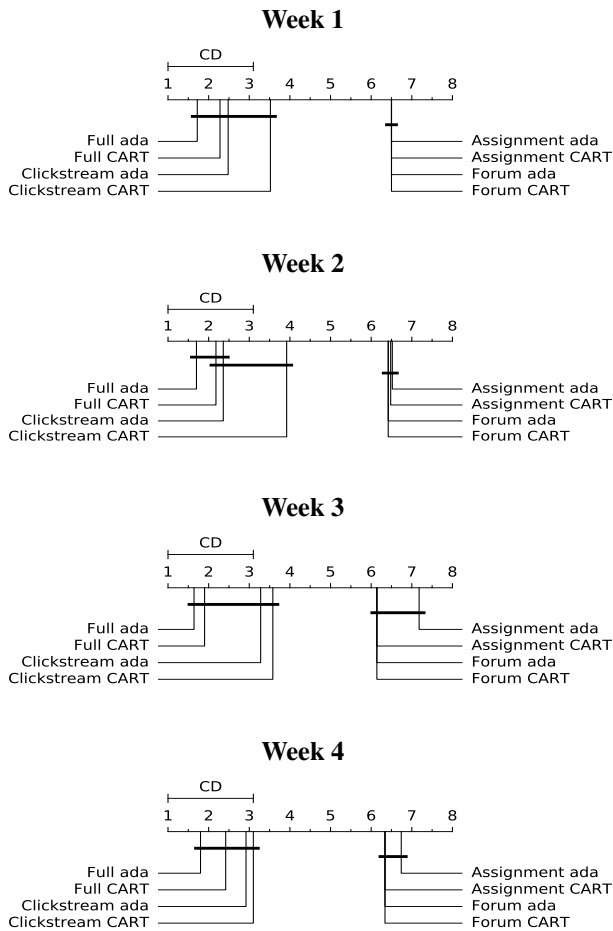 Week 1
CD
1 2 3 4 5 6 7 8
Full ada Assignment ada
Full CART Assignment CART
Clickstream ada Forum ada
Clickstream CART Forum CART
Week 2
CD
1 2 3 4 5 6 7 8
Full ada Assignment ada
Full CART Assignment CART
Clickstream ada Forum ada
Clickstream CART Forum CART
Week 3
CD
1 2 3 4 5 6 7 8
Full ada Assignment ada
Full CART Assignment CART
Clickstream ada Forum ada
Clickstream CART Forum CART
Week 4
CD
1 2 3 4 5 6 7 8
Full ada Assignment ada
Full CART Assignment CART
Clickstream ada Forum ada
Clickstream CART Forum CART